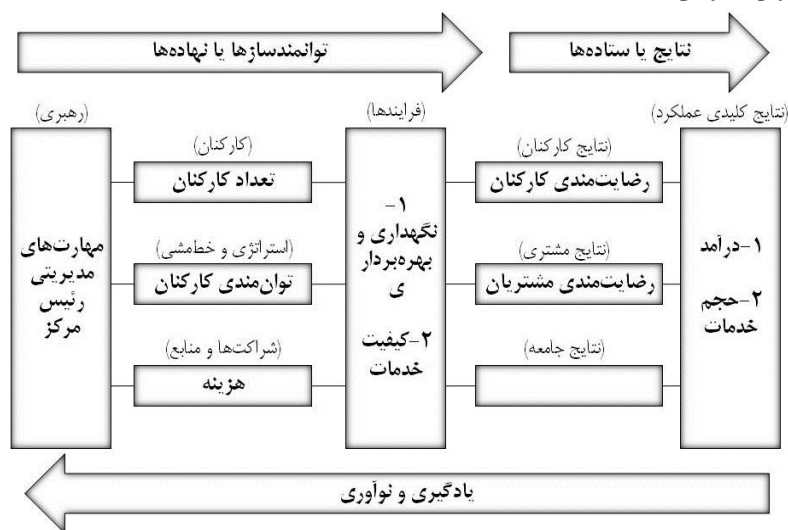 توانمندسازها یا نهاده‌ها
نتایج یا ستاده‌ها
(رهبری)
(فرایندها)
(نتایج کلیدی عملکرد)
(کارکنان)
تعداد کارکنان
(نتایج کارکنان)
رضایت‌مندی کارکنان
مهارت‌های
مدیریتی
رئیس
مرکز
(استراتژی و خط‌مشی)
توان‌مندی کارکنان
۱-
نگهداری و
بهره‌بردار
ی
۲-کیفیت
خدمات
(نتایج مشتری)
رضایت‌مندی مشتریان
۱-درآمد
۲-حجم
خدمات
(شراکت‌ها و منابع)
هزینه
(نتایج جامعه)
یادگیری و نوآوری